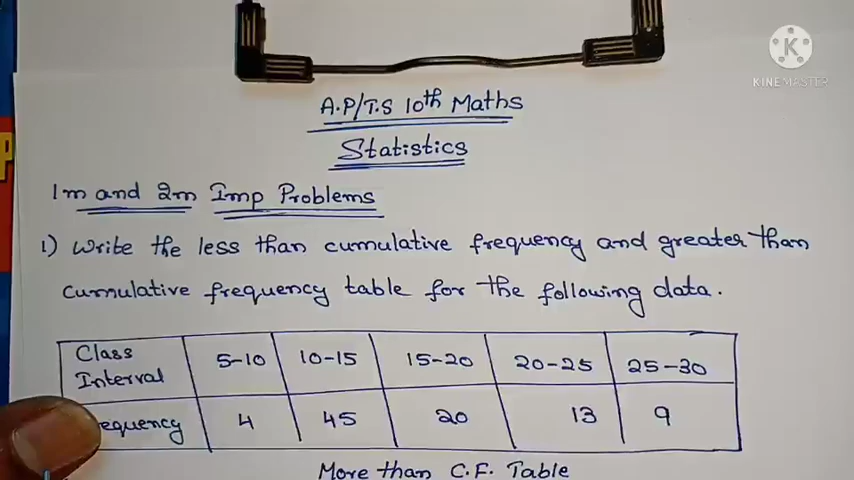 KINEMASTER
A.P/T.S 10th Maths
Statistics
1m and 2m Imp Problems
1) Write the less than cumulative frequency and greater than
cumulative frequency table for the following data.
Class Interval 5-10 10-15 15-20 20-25 25-30
4 45 20 13 9
More than C.F. Table